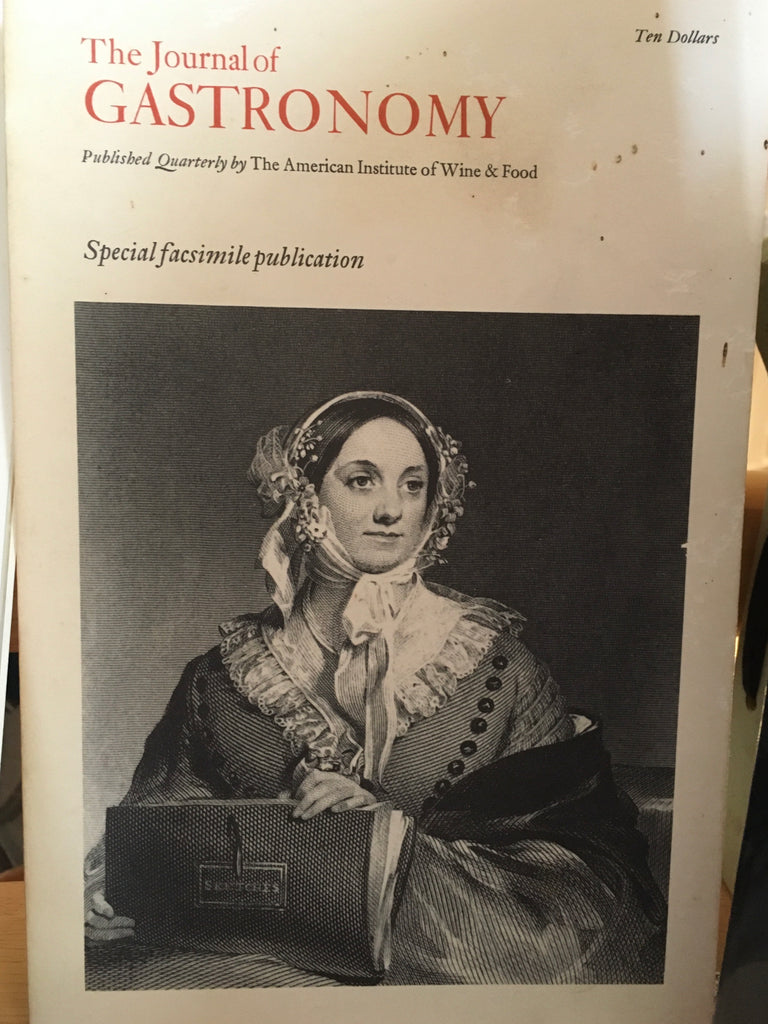 Ten Dollars
The Journal of
GASTRONOMY
Published Quarterly by The American Institute of Wine & Food
Special facsimile publication
SKETCHES